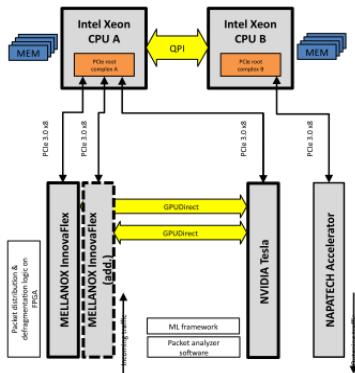 Intel Xeon
CPU A
Intel Xeon
CPU B
MEM
PCIe root
complex A
QPI
PCIe root
complex B
MEM
PCIe 3.0 x8
PCIe 3.0 x8
PCIe 3.0 x8
PCIe 3.0 x8
Packet distribution &
defragmentation logic on
FPGA
MELLANOX InnovaFlex
MELLANOX InnovaFlex
(add.)
GPUDirect
GPUDirect
NVIDIA Tesla
NAPATECH Accelerator
Incoming traffic
ML framework
Packet analyzer
software